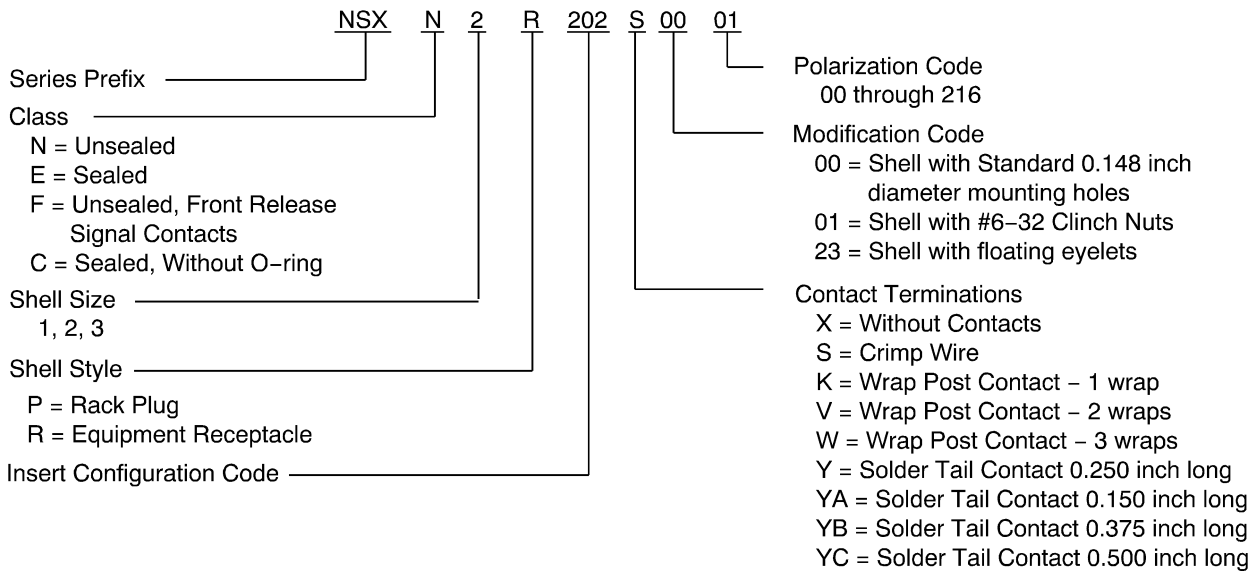 NSX N 2 R 202 S 00 01
Series Prefix
Class
N = Unsealed
E = Sealed
F = Unsealed, Front Release
Signal Contacts
C = Sealed, Without O−ring
Shell Size
1, 2, 3
Shell Style
P = Rack Plug
R = Equipment Receptacle
Insert Configuration Code
Polarization Code
00 through 216
Modification Code
00 = Shell with Standard 0.148 inch
diameter mounting holes
01 = Shell with #6−32 Clinch Nuts
23 = Shell with floating eyelets
Contact Terminations
X = Without Contacts
S = Crimp Wire
K = Wrap Post Contact − 1 wrap
V = Wrap Post Contact − 2 wraps
W = Wrap Post Contact − 3 wraps
Y = Solder Tail Contact 0.250 inch long
YA = Solder Tail Contact 0.150 inch long
YB = Solder Tail Contact 0.375 inch long
YC = Solder Tail Contact 0.500 inch long